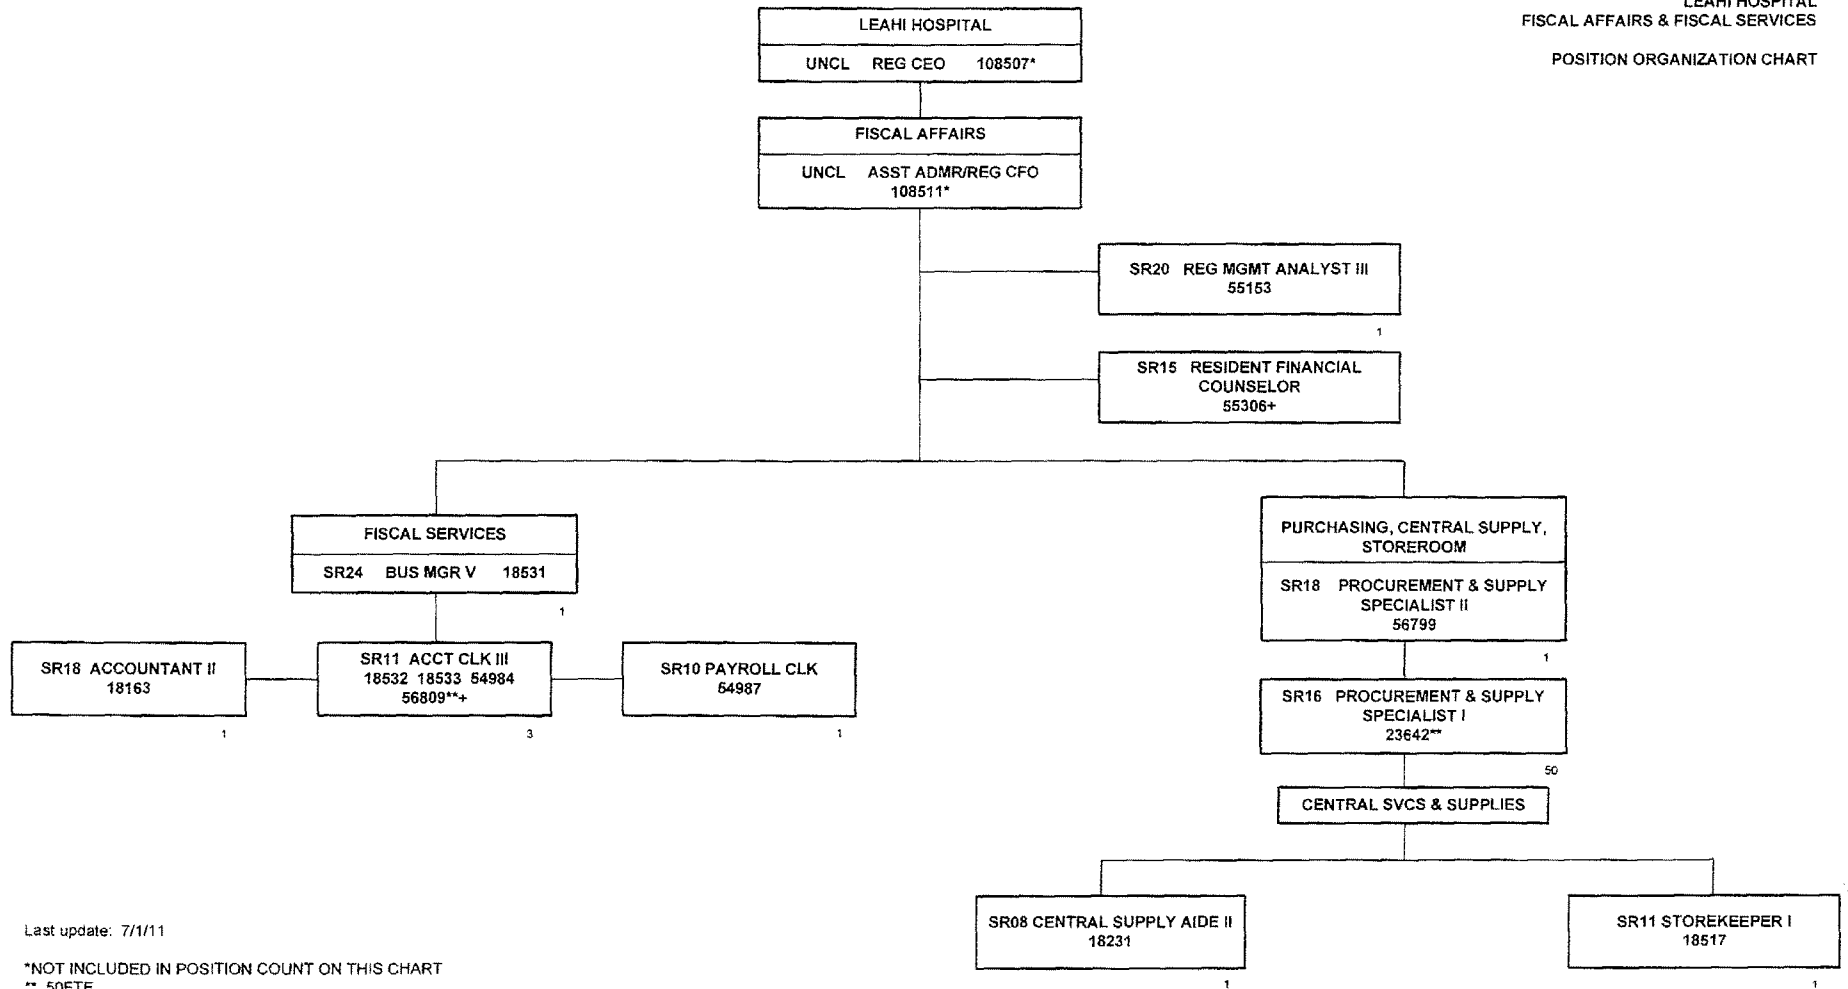 LEAHI HOSPITAL
FISCAL AFFAIRS & FISCAL SERVICES
POSITION ORGANIZATION CHART
LEAHI HOSPITAL
UNCL REG CEO 108507*
FISCAL AFFAIRS
UNCL ASST ADMR/REG CFO
108511*
SR20 REG MGMT ANALYST III
55153
1
SR15 RESIDENT FINANCIAL
COUNSELOR
55306+
FISCAL SERVICES
SR24 BUS MGR V 18531
1
SR18 ACCOUNTANT II
18163
1
SR11 ACCT CLK III
18532 18533 54984
56809**+
3
SR10 PAYROLL CLK
54987
1
PURCHASING, CENTRAL SUPPLY,
STOREROOM
SR18 PROCUREMENT & SUPPLY
SPECIALIST II
56799
1
SR16 PROCUREMENT & SUPPLY
SPECIALIST I
23642**
50
CENTRAL SVCS & SUPPLIES
SR08 CENTRAL SUPPLY AIDE II
18231
1
SR11 STOREKEEPER I
18517
1
Last update: 7/1/11
*NOT INCLUDED IN POSITION COUNT ON THIS CHART
** .50FTE